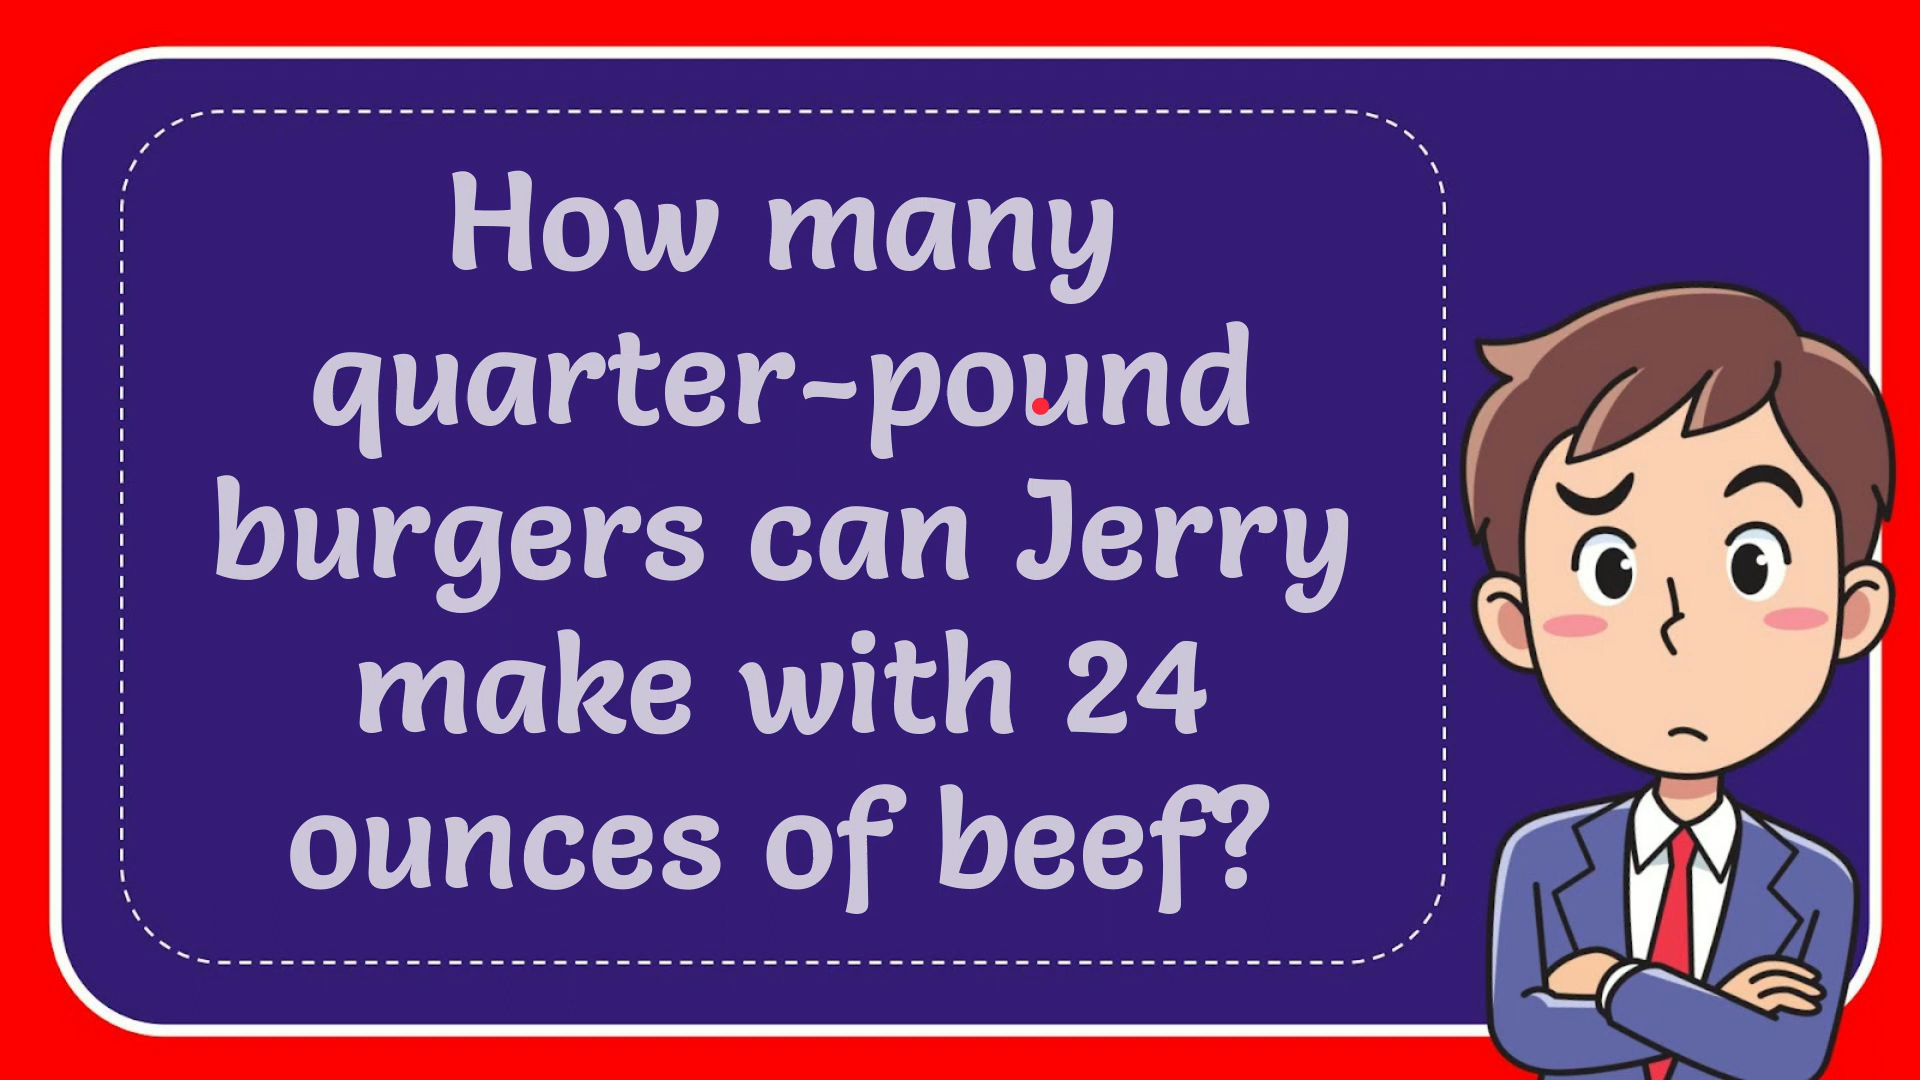 How many
quarter-pound
burgers can Jerry
make with 24
ounces of beef?